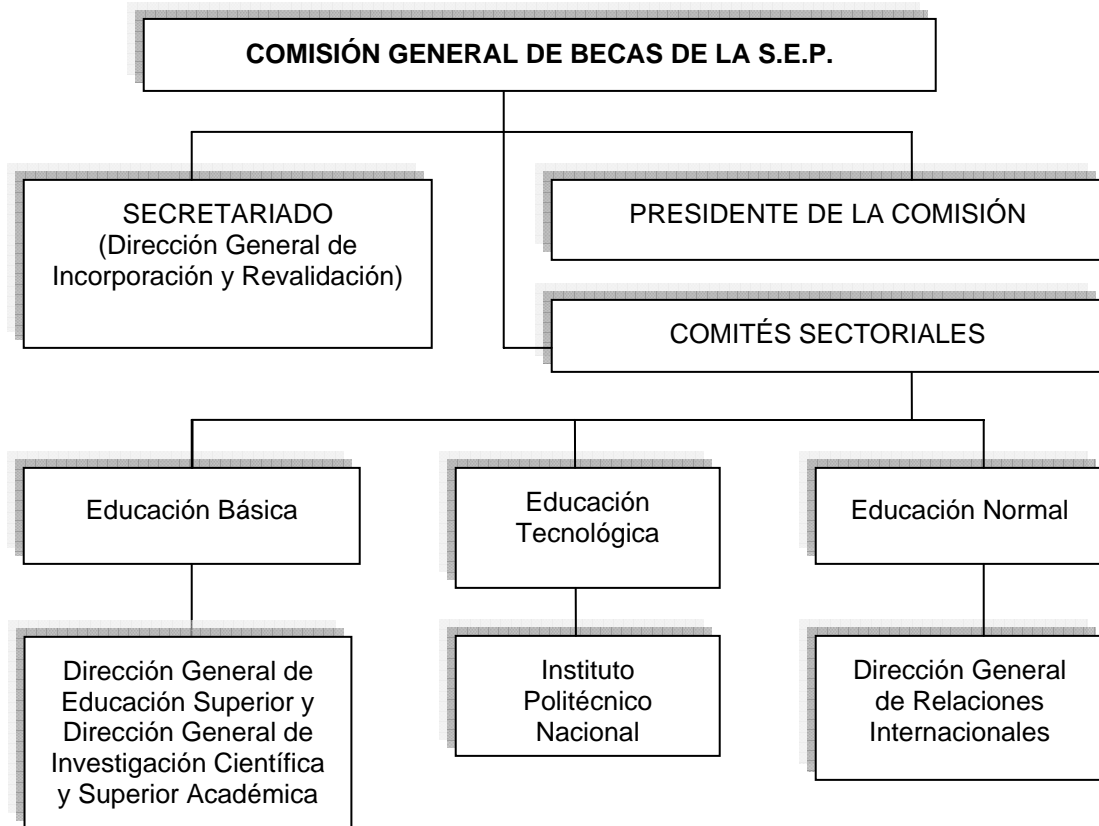 COMISIÓN GENERAL DE BECAS DE LA S.E.P.
SECRETARIADO
(Dirección General de
Incorporación y Revalidación)
PRESIDENTE DE LA COMISIÓN
COMITÉS SECTORIALES
Educación Básica
Educación
Tecnológica
Educación Normal
Dirección General de
Educación Superior y
Dirección General de
Investigación Científica
y Superior Académica
Instituto
Politécnico
Nacional
Dirección General
de Relaciones
Internacionales